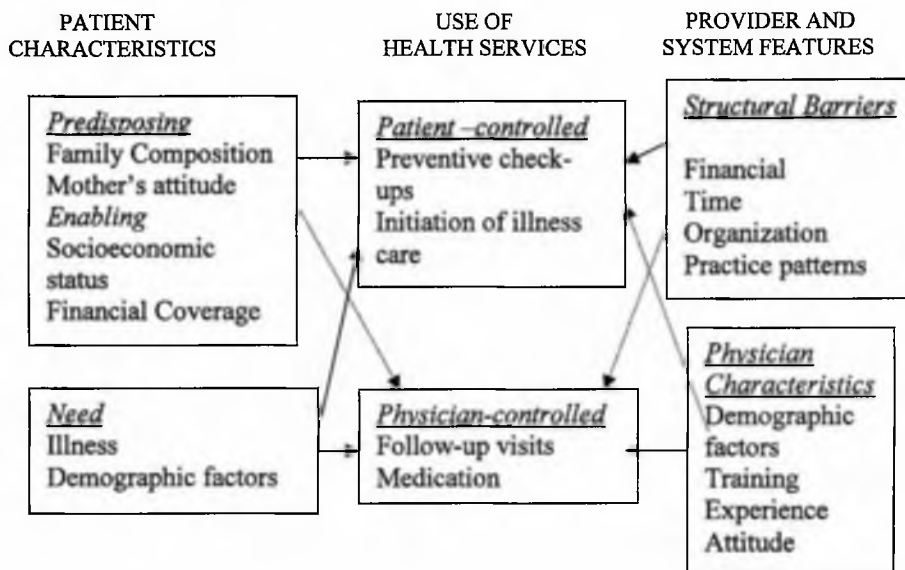 PATIENT
CHARACTERISTICS
USE OF
HEALTH SERVICES
PROVIDER AND
SYSTEM FEATURES
Predisposing
Family Composition
Mother's attitude
Enabling
Socioeconomic
status
Financial Coverage
Need
Illness
Demographic factors
Patient –controlled
Preventive check-
ups
Initiation of illness
care
Physician-controlled
Follow-up visits
Medication
Structural Barriers
Financial
Time
Organization
Practice patterns
Physician
Characteristics
Demographic
factors
Training
Experience
Attitude